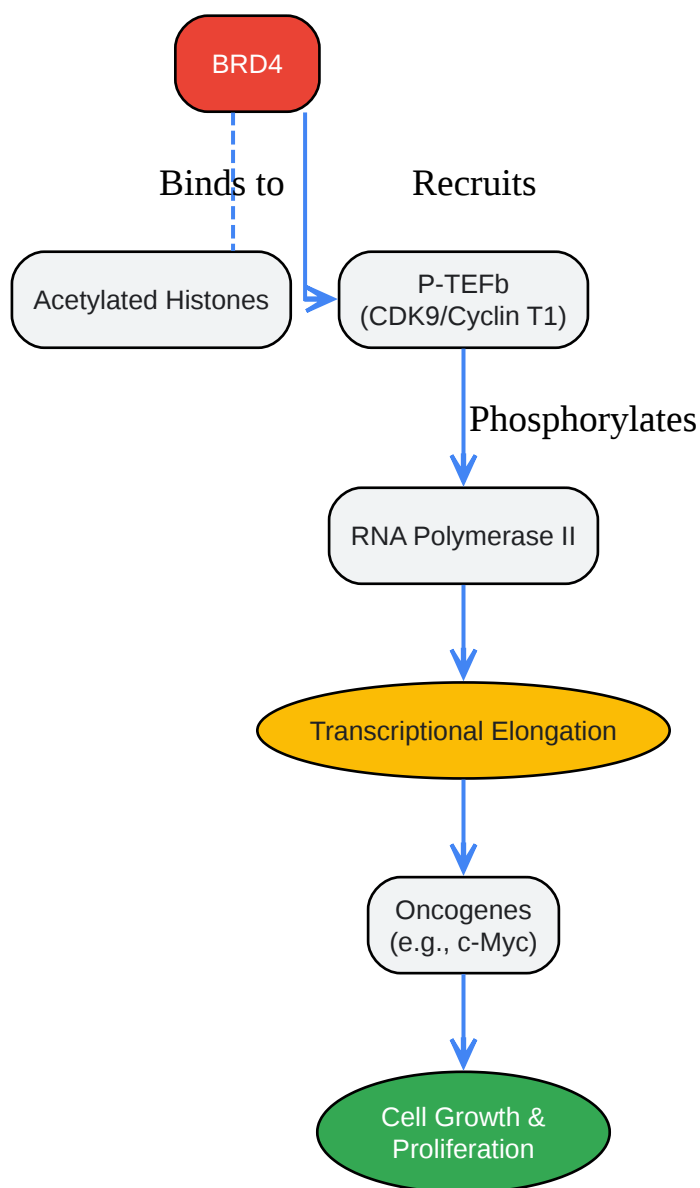 BRD4
Binds to
Recruits
Acetylated Histones
P-TEFb
(CDK9/Cyclin T1)
Phosphorylates
RNA Polymerase II
Transcriptional Elongation
Oncogenes
(e.g., c-Myc)
Cell Growth &
Proliferation